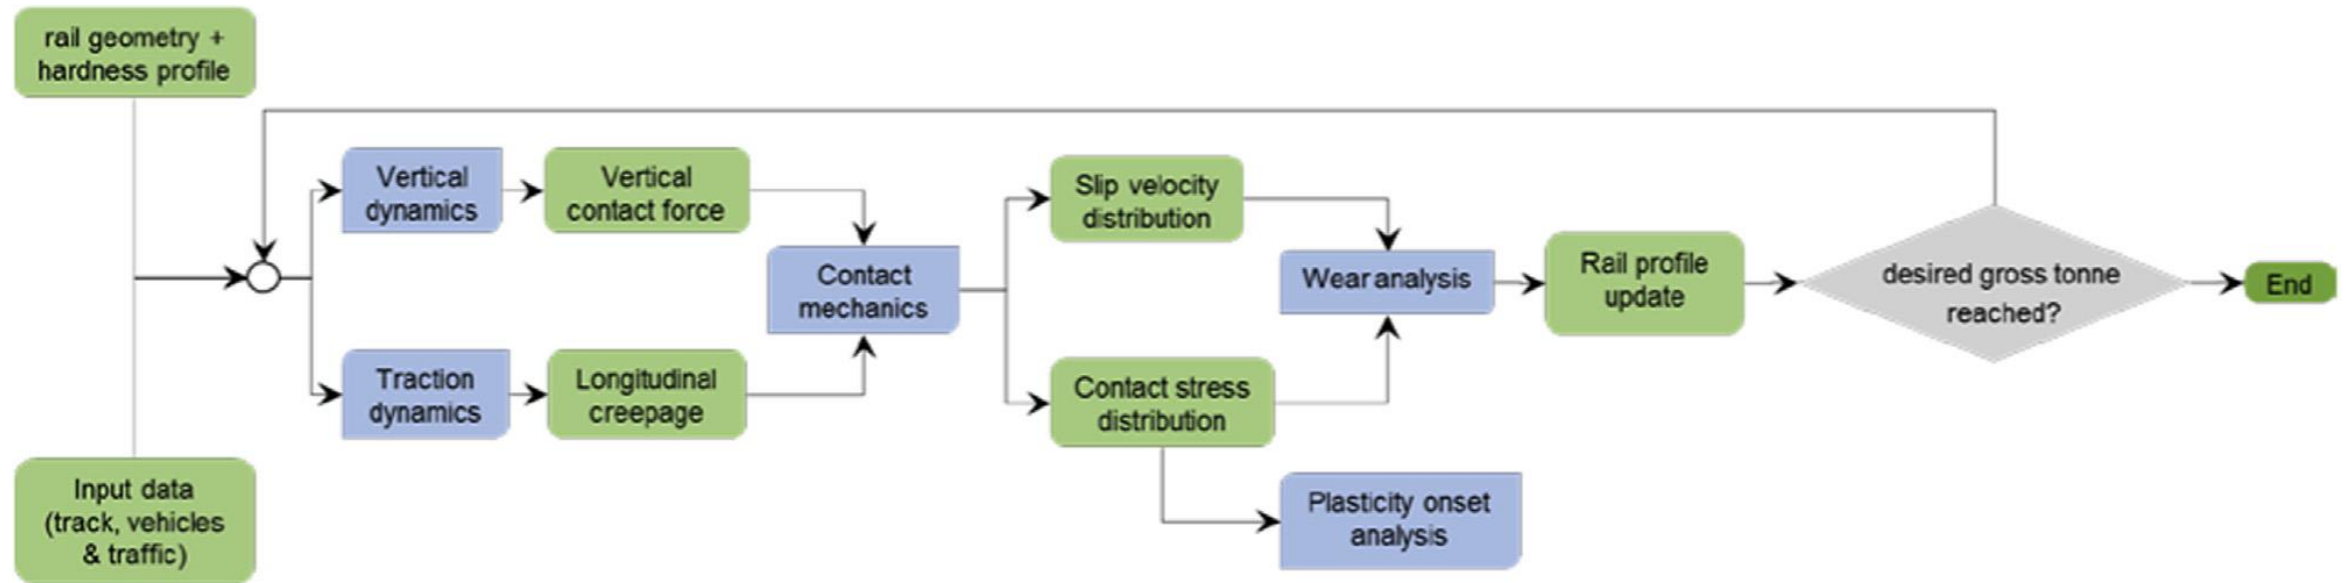 rail geometry +
hardness profile
Vertical
dynamics
Vertical
contact force
Traction
dynamics
Longitudinal
creepage
Contact
mechanics
Slip velocity
distribution
Contact stress
distribution
Wear analysis
Plasticity onset
analysis
Rail profile
update
desired gross tonne
reached?
End
Input data
(track, vehicles
& traffic)